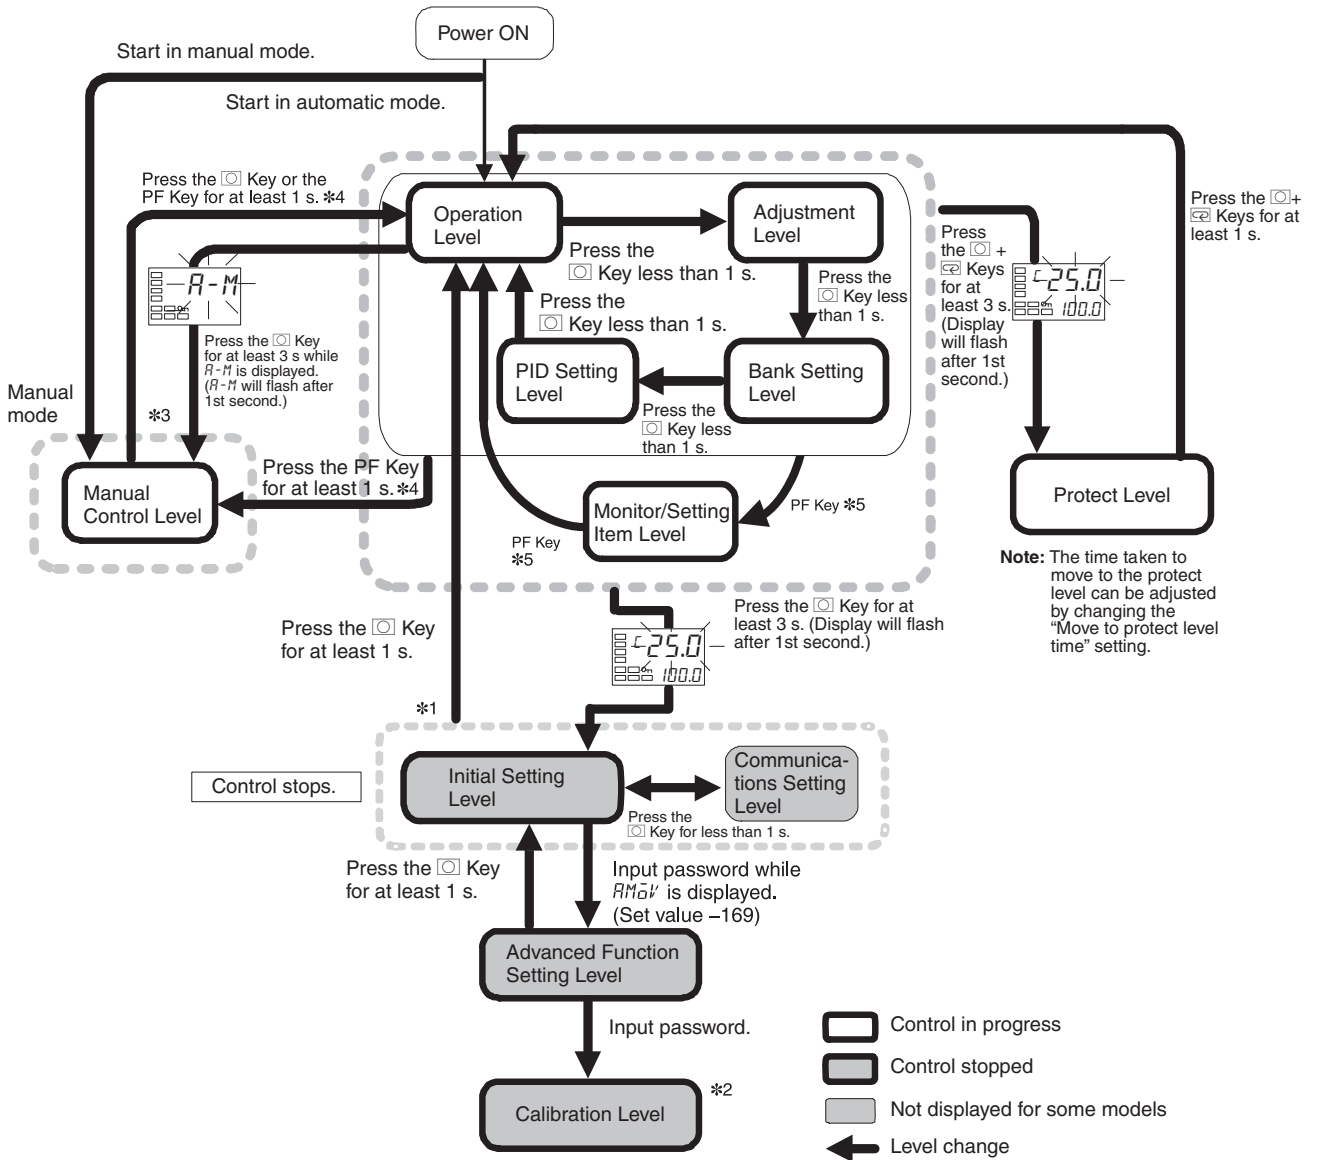 Power ON
Start in manual mode.
Start in automatic mode.
Press the Key or the
PF Key for at least 1 s. ✻4
Operation
Level
Adjustment
Level
Press the
Key less than 1 s.
Press the
Key less than 1 s.
Press the
Key less
than 1 s.
PID Setting
Level
Bank Setting
Level
Press the
Key less
than 1 s.
A-M
Press the Key
for at least 3 s while
A-M is displayed.
(A-M will flash after
1st second.)
Manual
mode
✻3
Manual
Control Level
Press the PF Key
for at least 1 s. ✻4
Monitor/Setting
Item Level
PF Key ✻5
PF Key
✻5
Press
the +
Keys
for at
least 3 s.
(Display
will flash
after 1st
second.)
C 25.0
100.0
Press the +
Keys for at
least 1 s.
Protect Level
Note: The time taken to
move to the protect
level can be adjusted
by changing the
“Move to protect level
time” setting.
Press the Key
for at least 1 s.
✻1
Press the Key for at
least 3 s. (Display will flash
after 1st second.)
C 25.0
100.0
Control stops.
Initial Setting
Level
Communica-
tions Setting
Level
Press the
Key for less than 1 s.
Press the Key
for at least 1 s.
Input password while
AMoV is displayed.
(Set value –169)
Advanced Function
Setting Level
Input password.
Calibration Level
✻2
Control in progress
Control stopped
Not displayed for some models
Level change